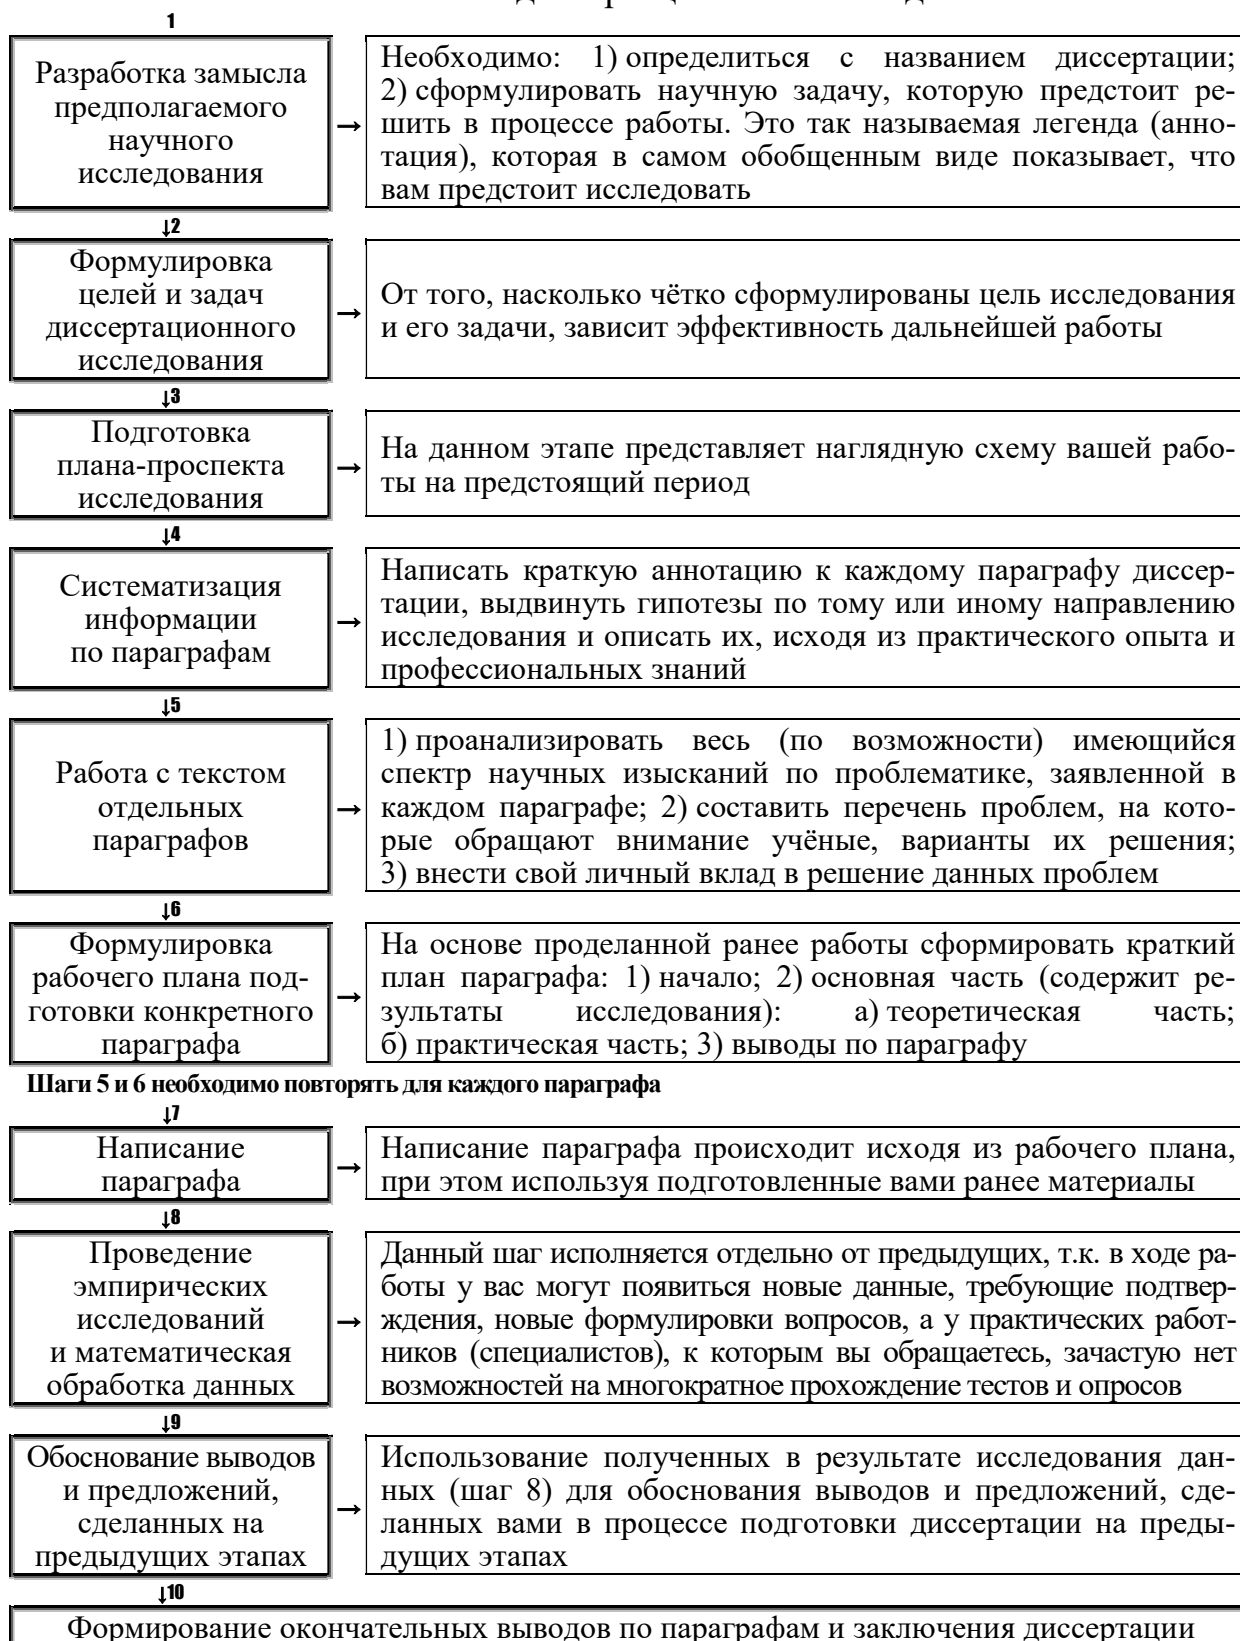 1
Разработка замысла
предполагаемого
научного
исследования
→
Необходимо: 1) определиться с названием диссертации;
2) сформулировать научную задачу, которую предстоит ре-
шить в процессе работы. Это так называемая легенда (анно-
тация), которая в самом обобщенным виде показывает, что
вам предстоит исследовать
↓2
Формулировка
целей и задач
диссертационного
исследования
→
От того, насколько чётко сформулированы цель исследования
и его задачи, зависит эффективность дальнейшей работы
↓3
Подготовка
плана-проспекта
исследования
→
На данном этапе представляет наглядную схему вашей рабо-
ты на предстоящий период
↓4
Систематизация
информации
по параграфам
→
Написать краткую аннотацию к каждому параграфу диссер-
тации, выдвинуть гипотезы по тому или иному направлению
исследования и описать их, исходя из практического опыта и
профессиональных знаний
↓5
Работа с текстом
отдельных
параграфов
→
1) проанализировать весь (по возможности) имеющийся
спектр научных изысканий по проблематике, заявленной в
каждом параграфе; 2) составить перечень проблем, на кото-
рые обращают внимание учёные, варианты их решения;
3) внести свой личный вклад в решение данных проблем
↓6
Формулировка
рабочего плана под-
готовки конкретного
параграфа
→
На основе проделанной ранее работы сформировать краткий
план параграфа: 1) начало; 2) основная часть (содержит ре-
зультаты исследования): а) теоретическая часть;
б) практическая часть; 3) выводы по параграфу
Шаги 5 и 6 необходимо повторять для каждого параграфа
↓7
Написание
параграфа
→
Написание параграфа происходит исходя из рабочего плана,
при этом используя подготовленные вами ранее материалы
↓8
Проведение
эмпирических
исследований
и математическая
обработка данных
→
Данный шаг исполняется отдельно от предыдущих, т.к. в ходе ра-
боты у вас могут появиться новые данные, требующие подтвер-
ждения, новые формулировки вопросов, а у практических работ-
ников (специалистов), к которым вы обращаетесь, зачастую нет
возможностей на многократное прохождение тестов и опросов
↓9
Обоснование выводов
и предложений,
сделанных на
предыдущих этапах
→
Использование полученных в результате исследования дан-
ных (шаг 8) для обоснования выводов и предложений, сде-
ланных вами в процессе подготовки диссертации на преды-
дущих этапах
↓10
Формирование окончательных выводов по параграфам и заключения диссертации